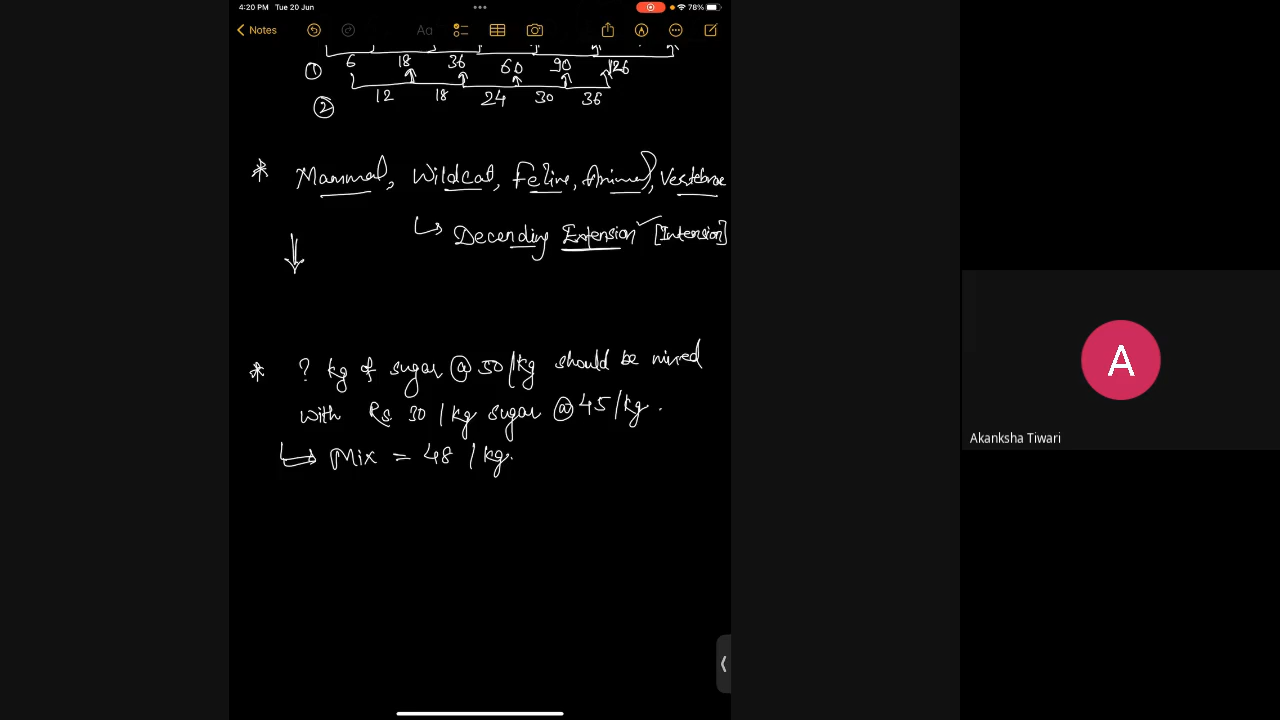 4:20 PM Tue 20 Jun
78%
Notes
Aa
① 6 18 36 60 90 126
② 12 18 24 30 36
* Mammal, Wildcat, Feline, Animal, Vertebrae
Decending Extension ✓ [Intension]
* ? kg of sugar @ 50/kg should be mixed
with Rs. 30 /kg sugar @ 45/kg.
Mix = 48 /kg.
A
Akanksha Tiwari